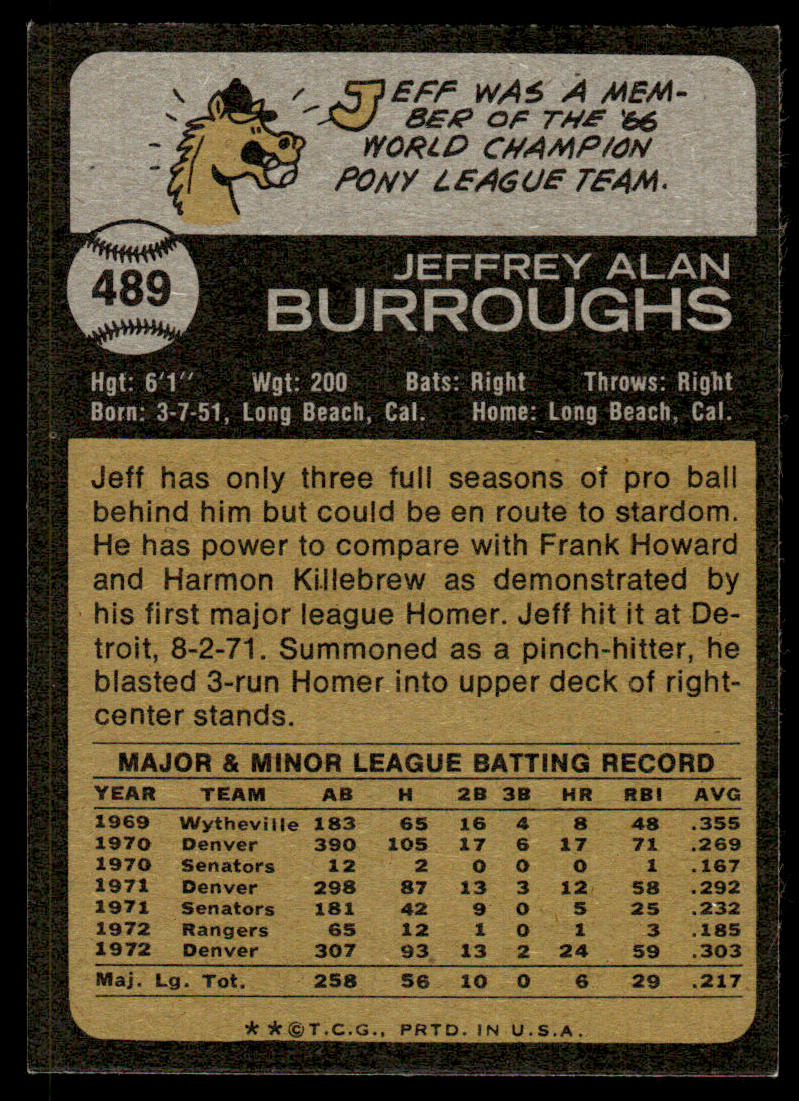 JEFF WAS A MEM-
BER OF THE '66
WORLD CHAMPION
PONY LEAGUE TEAM.
489
JEFFREY ALAN
BURROUGHS
Hgt: 6'1" Wgt: 200 Bats: Right Throws: Right
Born: 3-7-51, Long Beach, Cal. Home: Long Beach, Cal.
Jeff has only three full seasons of pro ball
behind him but could be en route to stardom.
He has power to compare with Frank Howard
and Harmon Killebrew as demonstrated by
his first major league Homer. Jeff hit it at De-
troit, 8-2-71. Summoned as a pinch-hitter, he
blasted 3-run Homer into upper deck of right-
center stands.
MAJOR & MINOR LEAGUE BATTING RECORD
YEAR TEAM AB H 2B 3B HR RBI AVG
1969 Wytheville 183 65 16 4 8 48 .355
1970 Denver 390 105 17 6 17 71 .269
1970 Senators 12 2 0 0 0 1 .167
1971 Denver 298 87 13 3 12 58 .292
1971 Senators 181 42 9 0 5 25 .232
1972 Rangers 65 12 1 0 1 3 .185
1972 Denver 307 93 13 2 24 59 .303
Maj. Lg. Tot. 258 56 10 0 6 29 .217
**©T.C.G., PRTD. IN U.S.A.